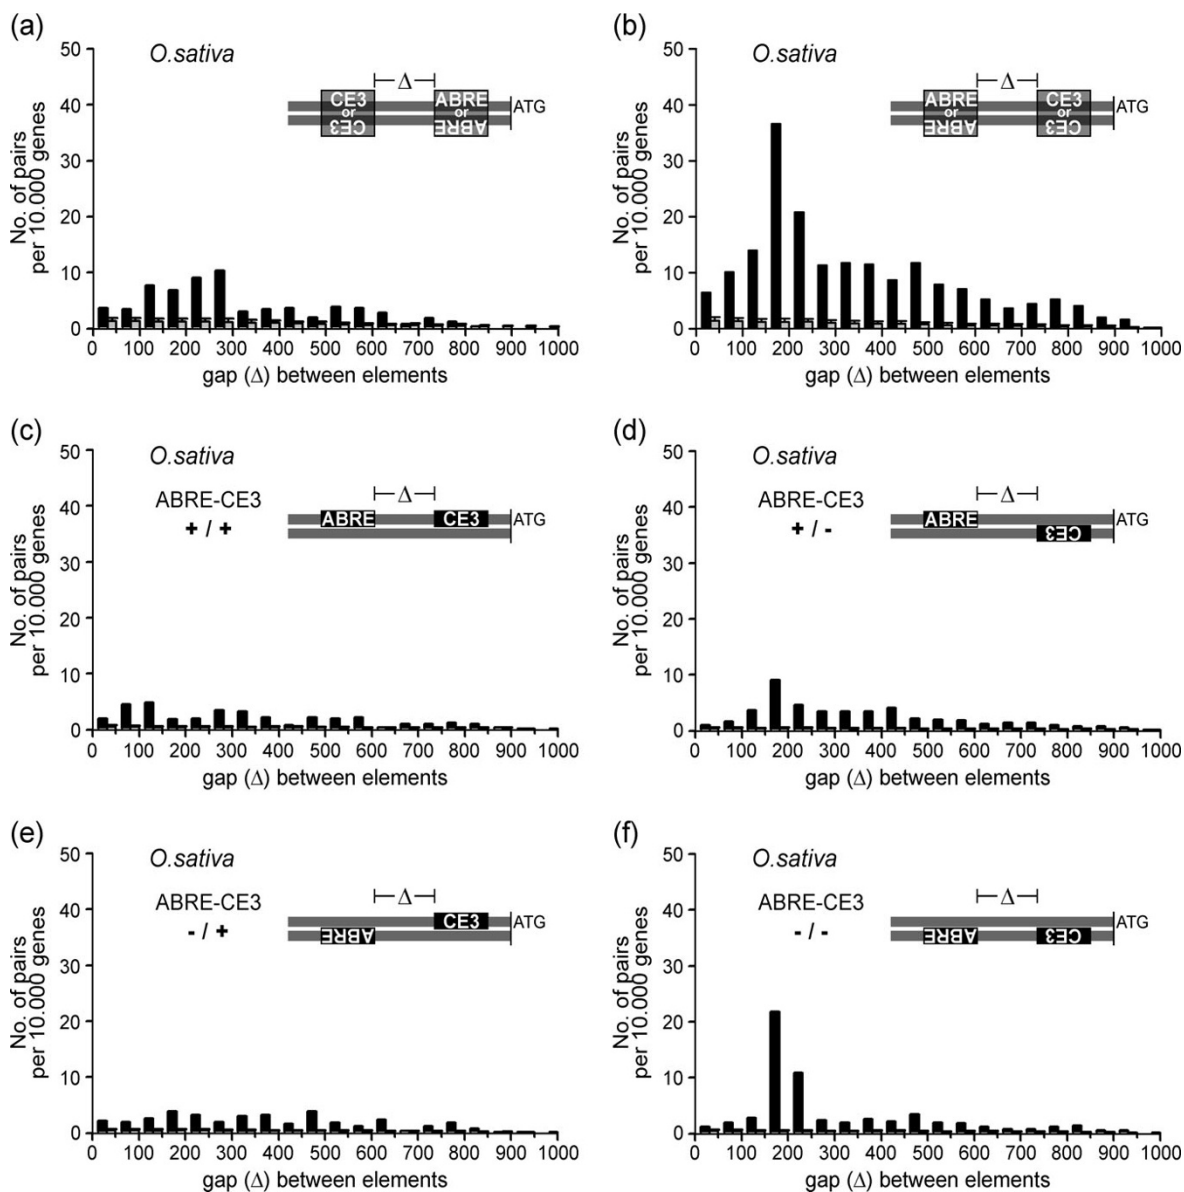 (a)
O.sativa
No. of pairs
per 10.000 genes
50
40
30
20
10
0
CE3
or
CE3
Δ
ABRE
or
ABRE
ATG
0 100 200 300 400 500 600 700 800 900 1000
gap (Δ) between elements
(b)
O.sativa
No. of pairs
per 10.000 genes
50
40
30
20
10
0
ABRE
or
ABRE
Δ
CE3
or
CE3
ATG
0 100 200 300 400 500 600 700 800 900 1000
gap (Δ) between elements
(c)
O.sativa
ABRE-CE3
+ / +
No. of pairs
per 10.000 genes
50
40
30
20
10
0
Δ
ABRE CE3 ATG
0 100 200 300 400 500 600 700 800 900 1000
gap (Δ) between elements
(d)
O.sativa
ABRE-CE3
+ / -
No. of pairs
per 10.000 genes
50
40
30
20
10
0
Δ
ABRE CE3 ATG
0 100 200 300 400 500 600 700 800 900 1000
gap (Δ) between elements
(e)
O.sativa
ABRE-CE3
- / +
No. of pairs
per 10.000 genes
50
40
30
20
10
0
Δ
ABRE CE3 ATG
0 100 200 300 400 500 600 700 800 900 1000
gap (Δ) between elements
(f)
O.sativa
ABRE-CE3
- / -
No. of pairs
per 10.000 genes
50
40
30
20
10
0
Δ
ABRE CE3 ATG
0 100 200 300 400 500 600 700 800 900 1000
gap (Δ) between elements